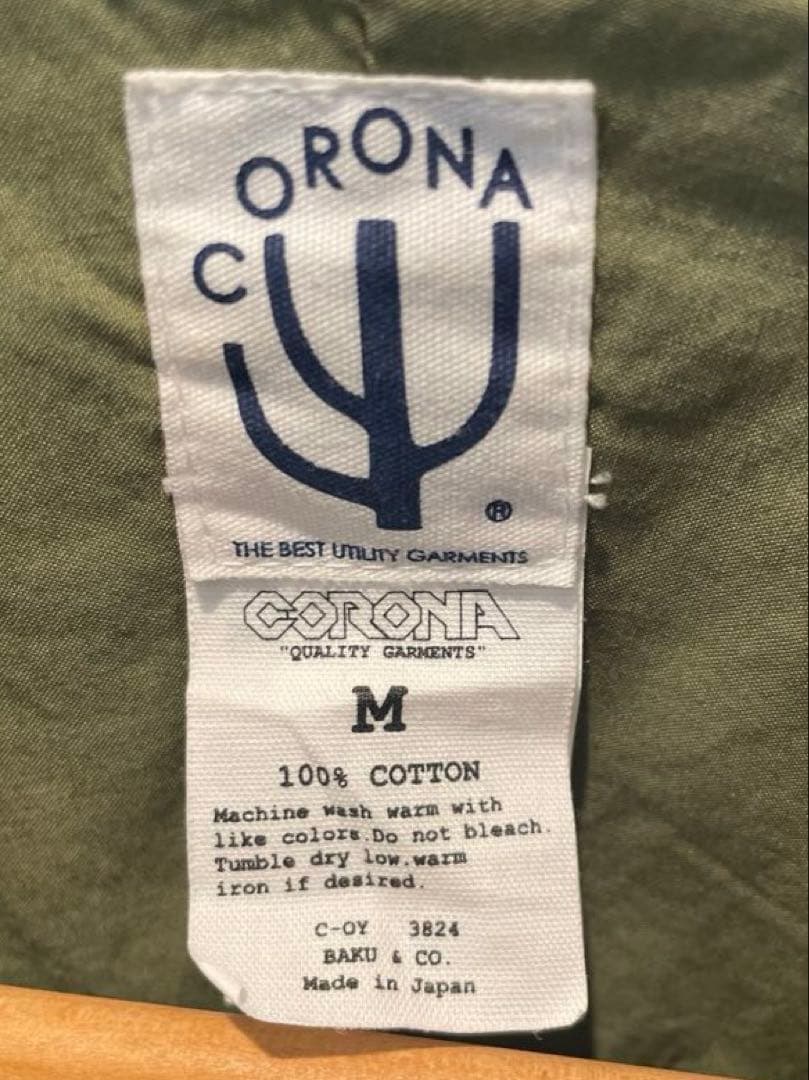 CORONA
®
THE BEST UTILITY GARMENTS
CORONA
"QUALITY GARMENTS"
M
100% COTTON
Machine wash warm with
like colors.Do not bleach.
Tumble dry low.warm
iron if desired.
C-OY 3824
BAKU & CO.
Made in Japan